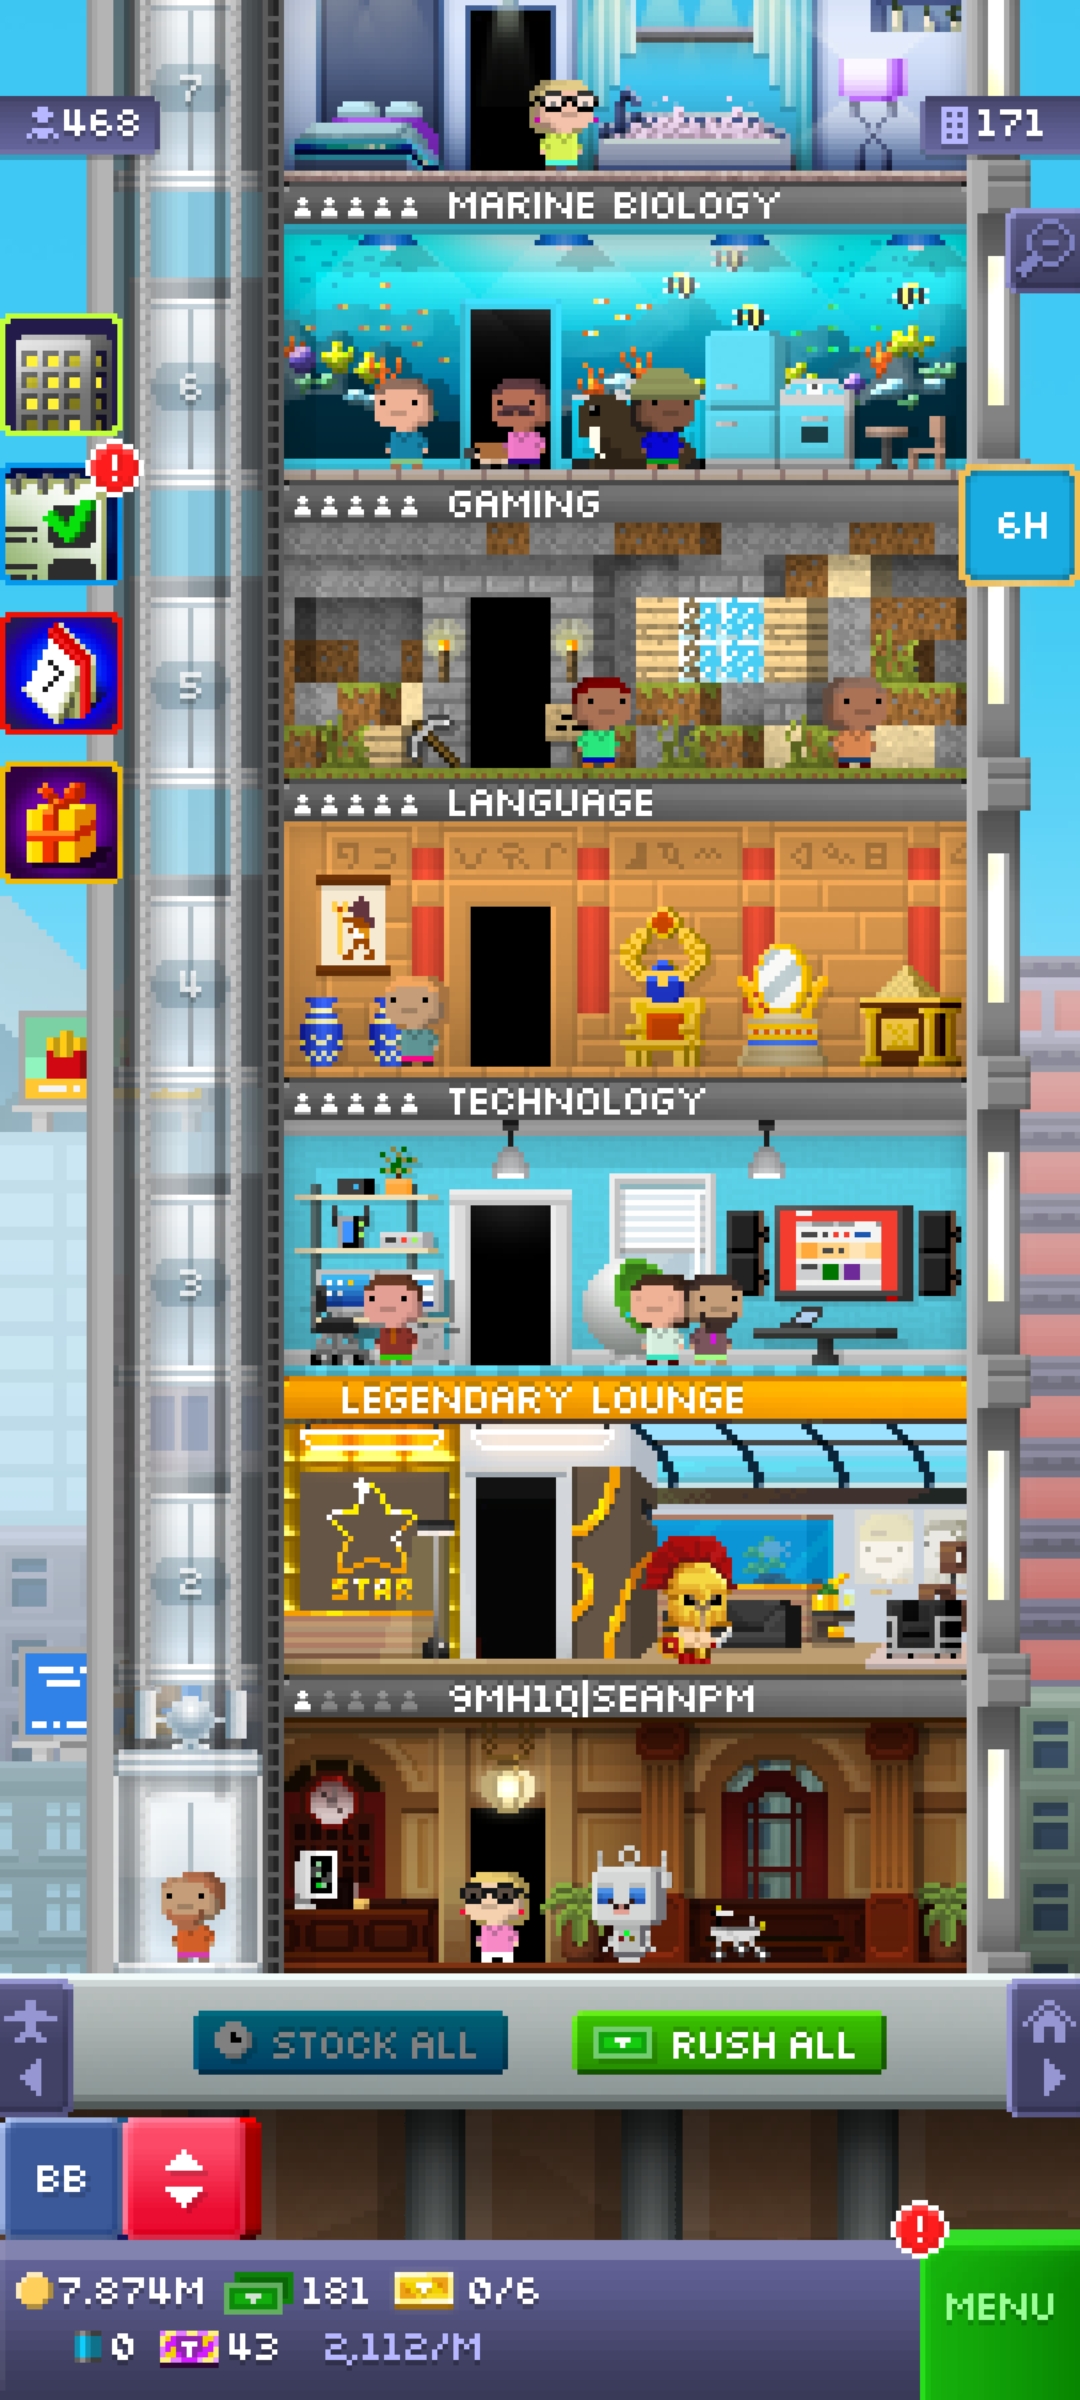 7
468
171
MARINE BIOLOGY
6
GAMING
6H
5
LANGUAGE
4
TECHNOLOGY
3
LEGENDARY LOUNGE
STAR
2
9MH1Q|SEANPM
STOCK ALL
RUSH ALL
BB
7.874M 181 0/6
MENU
0 43 2,112/M